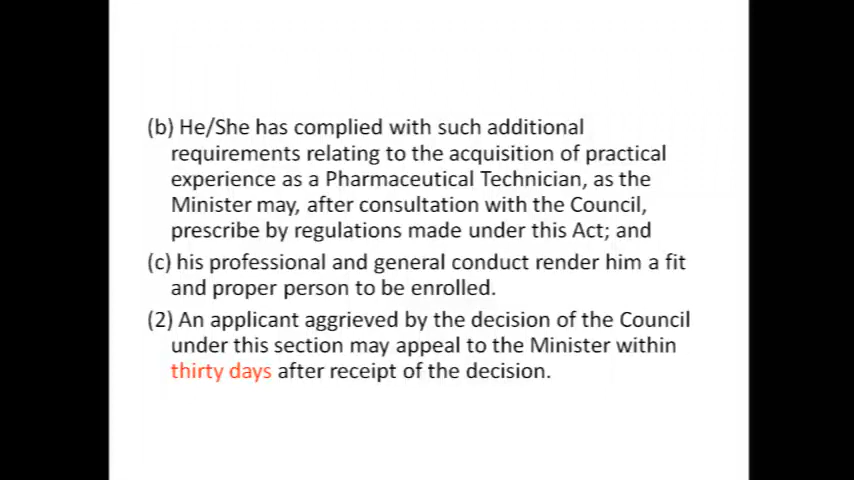 (b) He/She has complied with such additional
requirements relating to the acquisition of practical
experience as a Pharmaceutical Technician, as the
Minister may, after consultation with the Council,
prescribe by regulations made under this Act; and
(c) his professional and general conduct render him a fit
and proper person to be enrolled.
(2) An applicant aggrieved by the decision of the Council
under this section may appeal to the Minister within
thirty days after receipt of the decision.